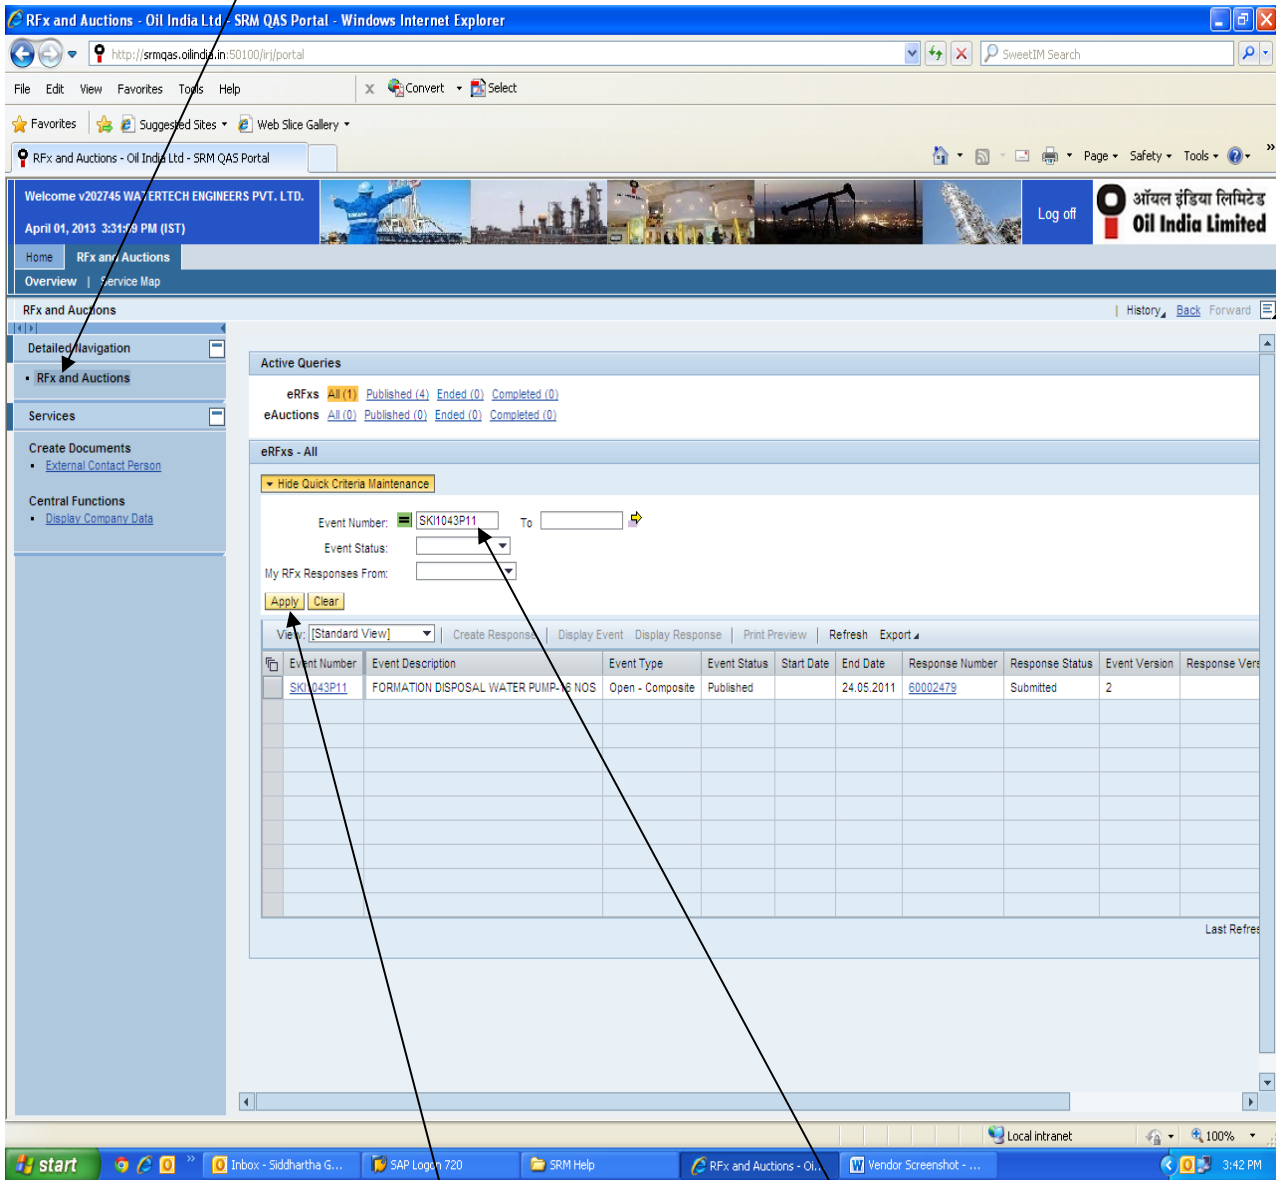 RFx and Auctions - Oil India Ltd - SRM QAS Portal - Windows Internet Explorer
http://srmqas.oilindia.in:50100/irj/portal
SweetIM Search
File Edit View Favorites Tools Help
x Convert Select
Favorites Suggested Sites Web Slice Gallery
RFx and Auctions - Oil India Ltd - SRM QAS Portal
Page Safety Tools »
Welcome v202745 WATERTECH ENGINEERS PVT. LTD.
April 01, 2013 3:31:09 PM (IST)
Log off
ऑयल इंडिया लिमिटेड
Oil India Limited
Home RFx and Auctions
Overview | Service Map
RFx and Auctions
| History Back Forward
Detailed Navigation
RFx and Auctions
Services
Create Documents
External Contact Person
Central Functions
Display Company Data
Active Queries
eRFxs All (1) Published (4) Ended (0) Completed (0)
eAuctions All (0) Published (0) Ended (0) Completed (0)
eRFxs - All
Hide Quick Criteria Maintenance
Event Number: SKI1043P11 To
Event Status:
My RFx Responses From:
Apply Clear
View: [Standard View] Create Response Display Event Display Response Print Preview Refresh Export
Event Number Event Description Event Type Event Status Start Date End Date Response Number Response Status Event Version Response Vers
SKI1043P11 FORMATION DISPOSAL WATER PUMP-16 NOS Open - Composite Published 24.05.2011 60002479 Submitted 2
Last Refres
Local intranet 100%
start » Inbox - Siddhartha G... SAP Logon 720 SRM Help RFx and Auctions - Oi... Vendor Screenshot - ... 3:42 PM